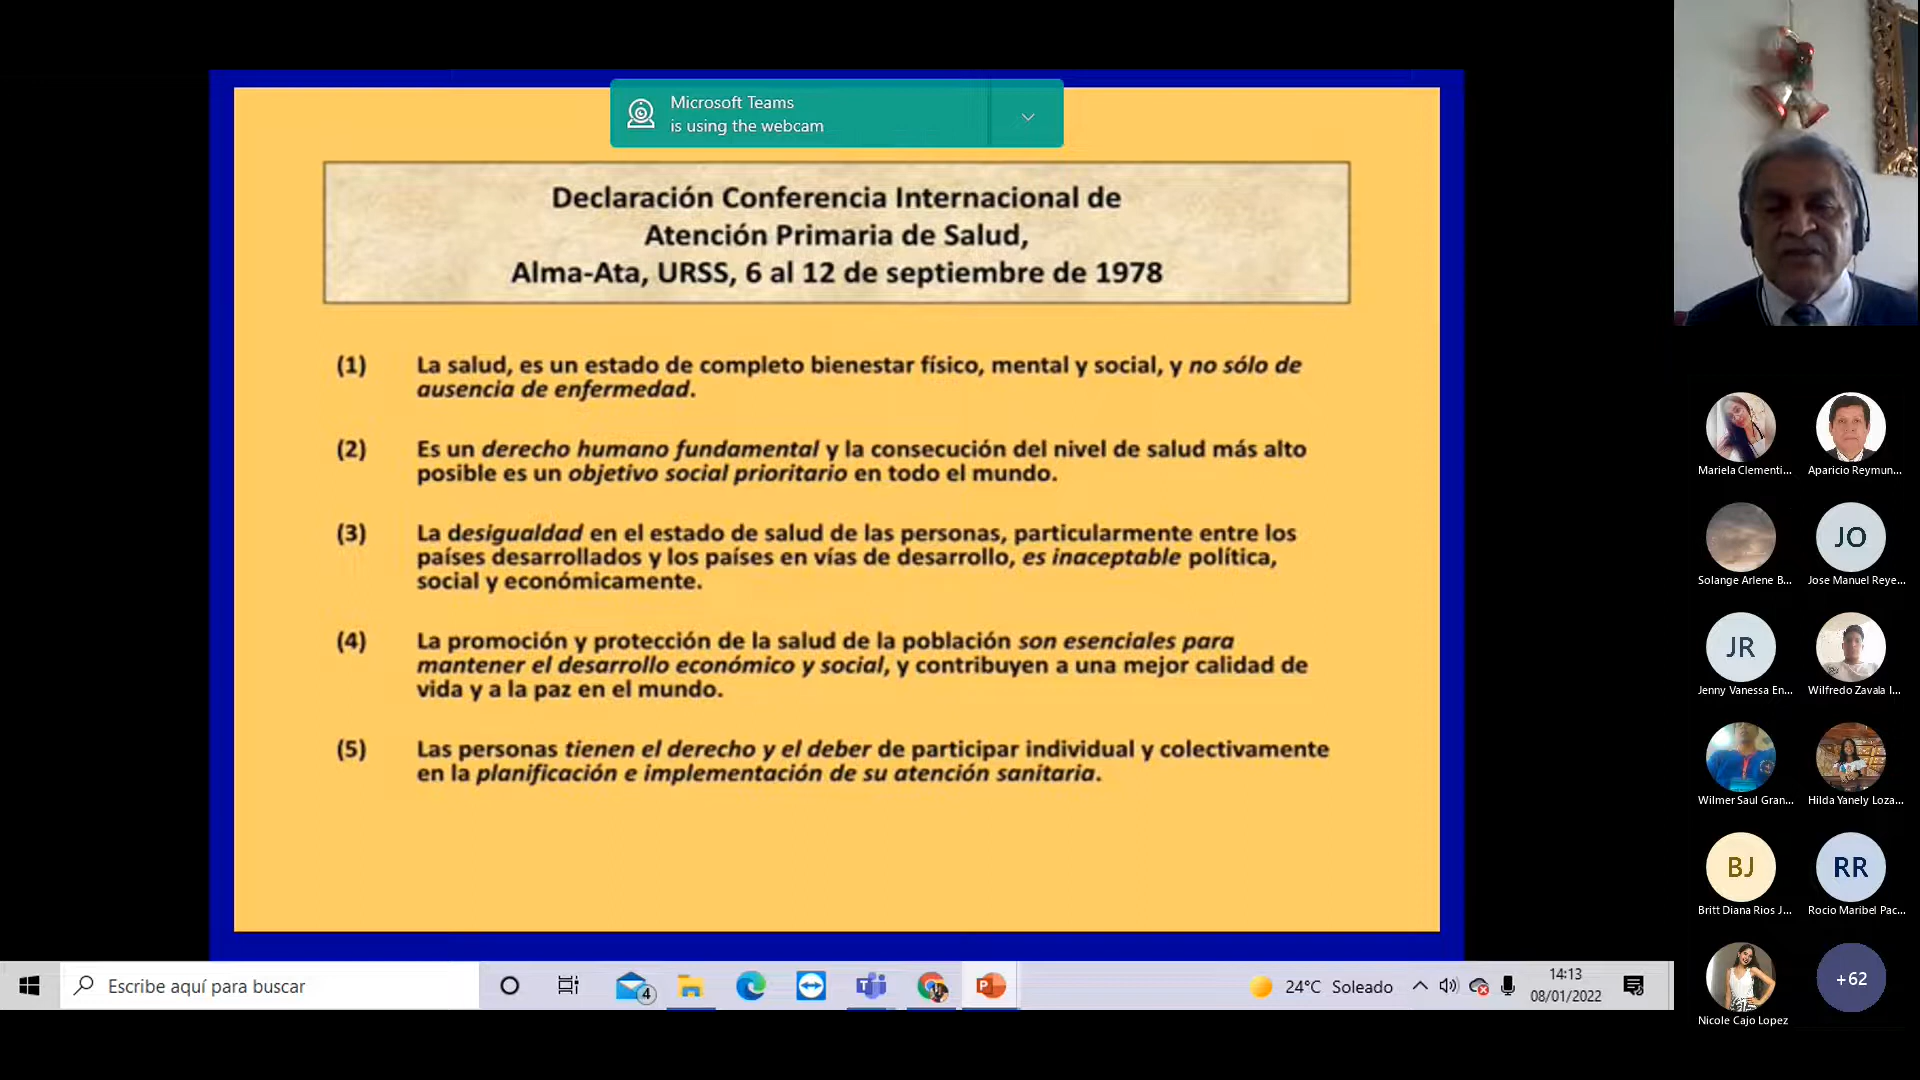 Microsoft Teams
is using the webcam
Declaración Conferencia Internacional de
Atención Primaria de Salud,
Alma-Ata, URSS, 6 al 12 de septiembre de 1978
(1) La salud, es un estado de completo bienestar físico, mental y social, y no sólo de
ausencia de enfermedad.
(2) Es un derecho humano fundamental y la consecución del nivel de salud más alto
posible es un objetivo social prioritario en todo el mundo.
(3) La desigualdad en el estado de salud de las personas, particularmente entre los
países desarrollados y los países en vías de desarrollo, es inaceptable política,
social y económicamente.
(4) La promoción y protección de la salud de la población son esenciales para
mantener el desarrollo económico y social, y contribuyen a una mejor calidad de
vida y a la paz en el mundo.
(5) Las personas tienen el derecho y el deber de participar individual y colectivamente
en la planificación e implementación de su atención sanitaria.
Mariela Clementi... Aparicio Reymun...
JO
Solange Arlene B... Jose Manuel Reye...
JR
Jenny Vanessa En... Wilfredo Zavala I...
Wilmer Saul Gran... Hilda Yanely Loza...
BJ RR
Britt Diana Rios J... Rocio Maribel Pac...
+62
Nicole Cajo Lopez
Escribe aquí para buscar
4
24°C Soleado
14:13
08/01/2022